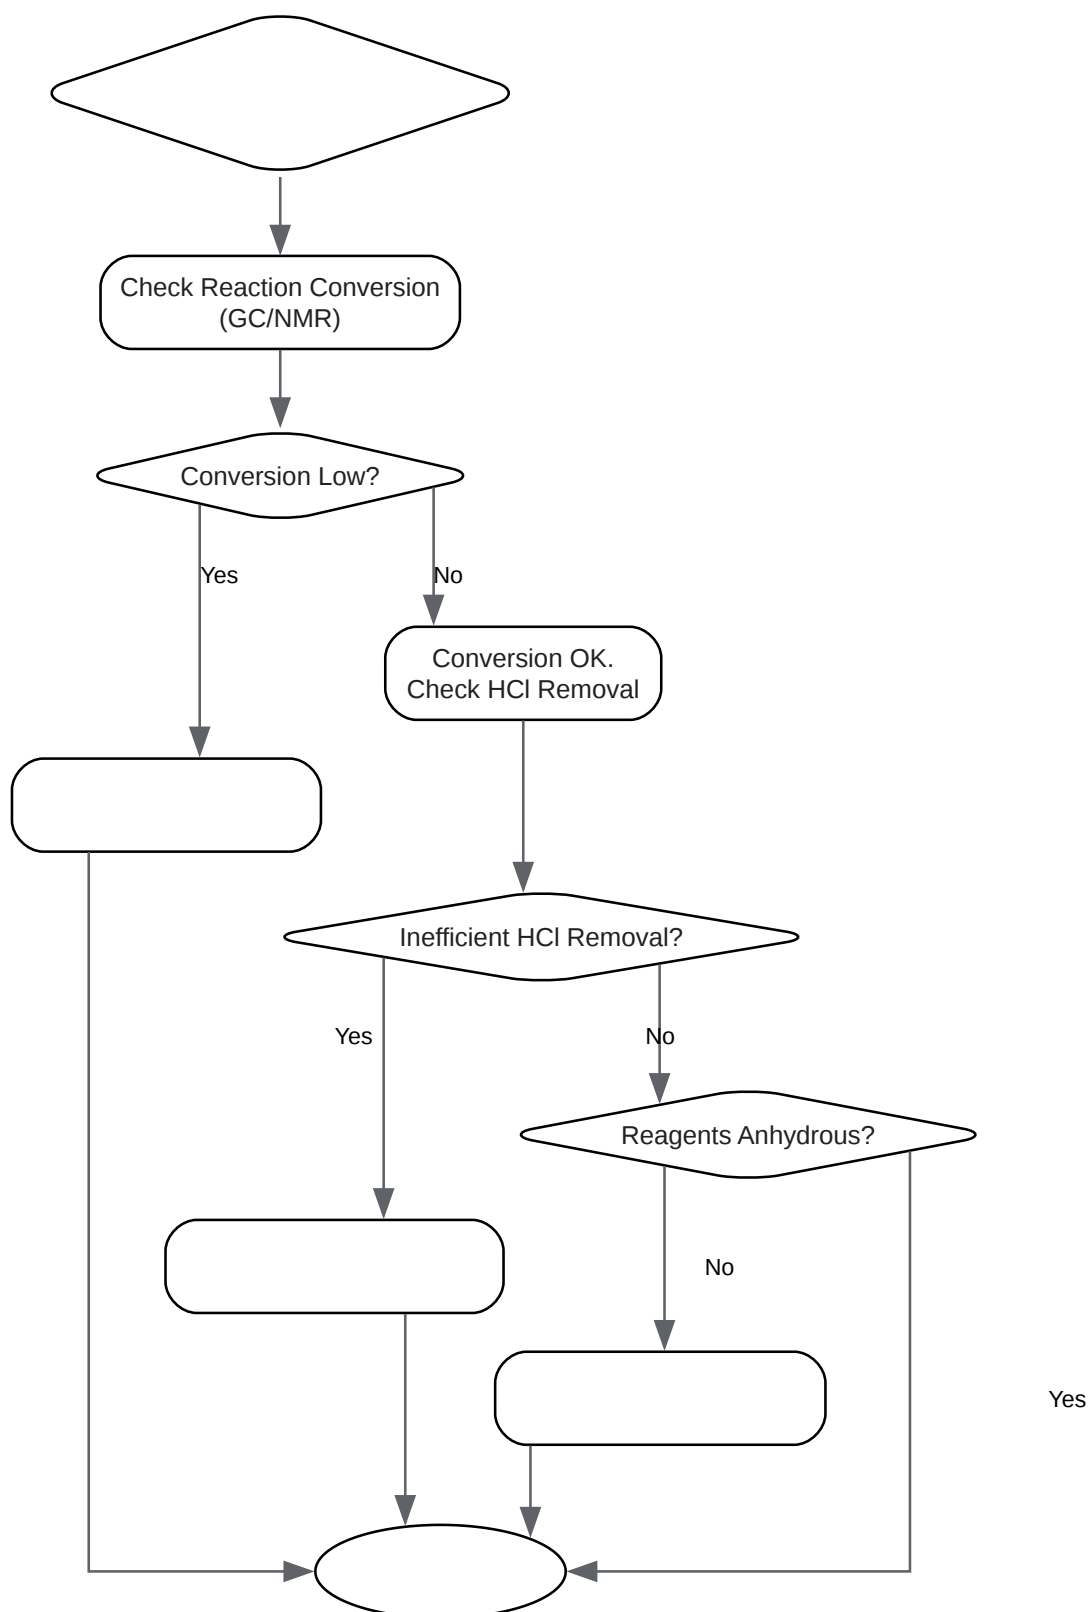 Check Reaction Conversion
(GC/NMR)
Conversion Low?
Yes
No
Conversion OK.
Check HCl Removal
Inefficient HCl Removal?
Yes
No
Reagents Anhydrous?
No
Yes